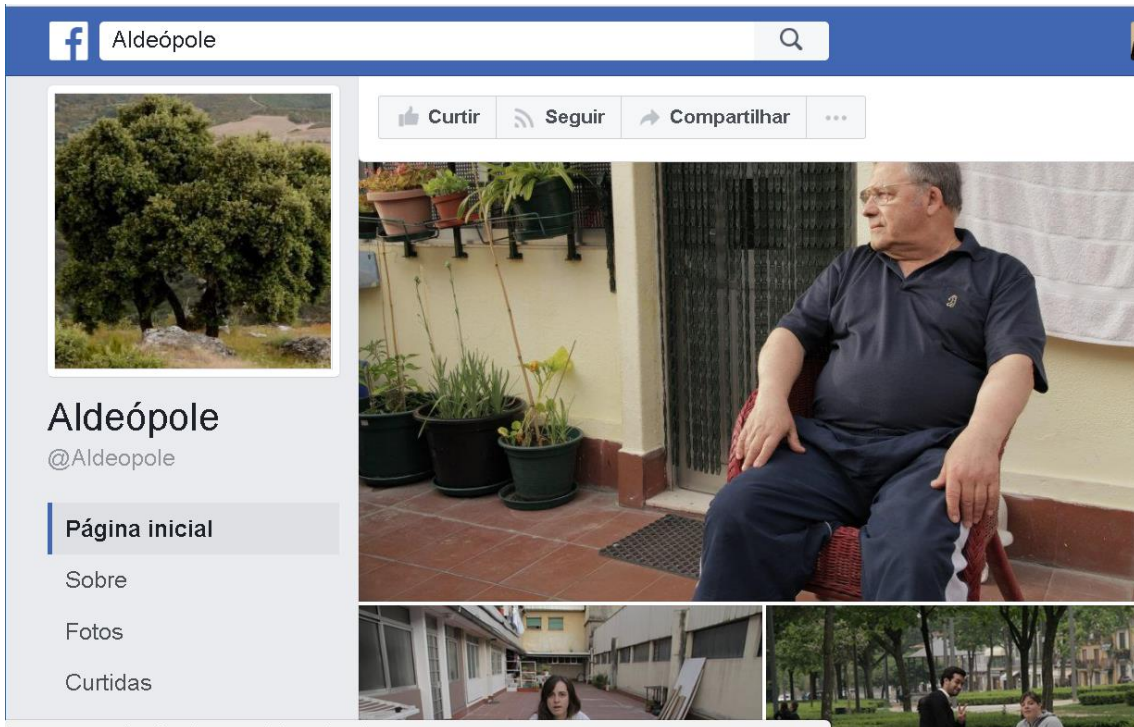 Aldeópole
Curtir Seguir Compartilhar
Aldeópole
@Aldeopole
Página inicial
Sobre
Fotos
Curtidas